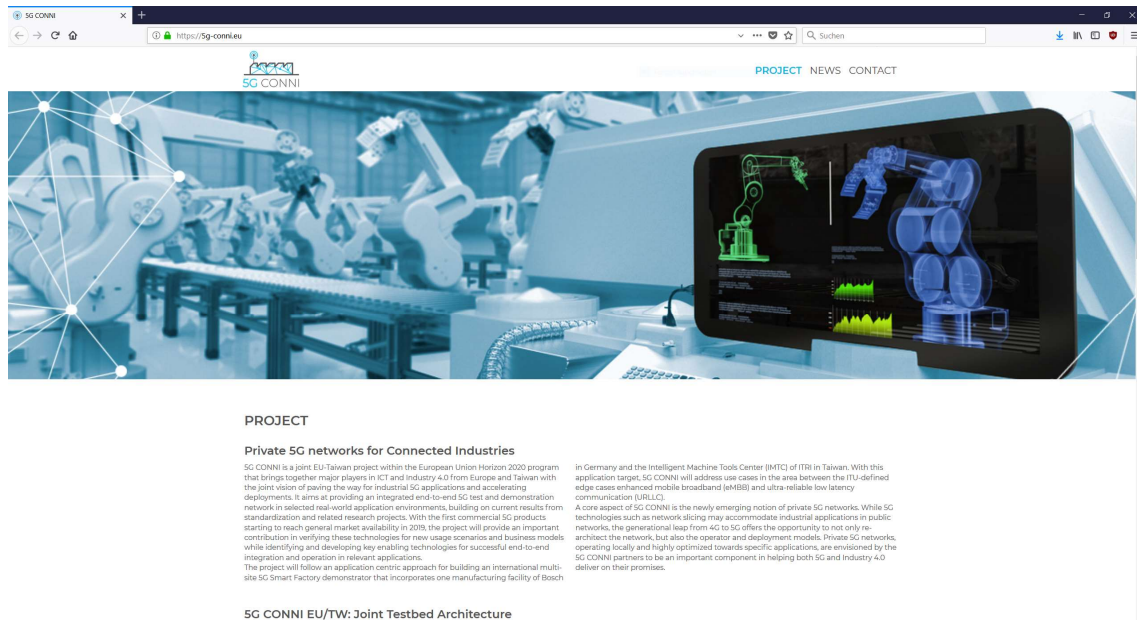 5G CONNI
https://5g-conni.eu
Suchen
5G CONNI
PROJECT NEWS CONTACT
PROJECT
Private 5G networks for Connected Industries
5G CONNI is a joint EU-Taiwan project within the European Union Horizon 2020 program
that brings together major players in ICT and Industry 4.0 from Europe and Taiwan with
the joint vision of paving the way for industrial 5G applications and accelerating
deployments. It aims at providing an integrated end-to-end 5G test and demonstration
network in selected real-world application environments, building on current results from
standardization and related research projects. With the first commercial 5G products
starting to reach general market availability in 2019, the project will provide an important
contribution in verifying these technologies for new usage scenarios and business models
while identifying and developing key enabling technologies for successful end-to-end
integration and operation in relevant applications.
The project will follow an application centric approach for building an international multi-
site 5G Smart Factory demonstrator that incorporates one manufacturing facility of Bosch
in Germany and the Intelligent Machine Tools Center (IMTC) of ITRI in Taiwan. With this
application target, 5G CONNI will address use cases in the area between the ITU-defined
edge cases enhanced mobile broadband (eMBB) and ultra-reliable low latency
communication (URLLC).
A core aspect of 5G CONNI is the newly emerging notion of private 5G networks. While 5G
technologies such as network slicing may accommodate industrial applications in public
networks, the generational leap from 4G to 5G offers the opportunity to not only re-
architect the network, but also the operator and deployment models. Private 5G networks,
operating locally and highly optimized towards specific applications, are envisioned by the
5G CONNI partners to be an important component in helping both 5G and Industry 4.0
deliver on their promises.
5G CONNI EU/TW: Joint Testbed Architecture